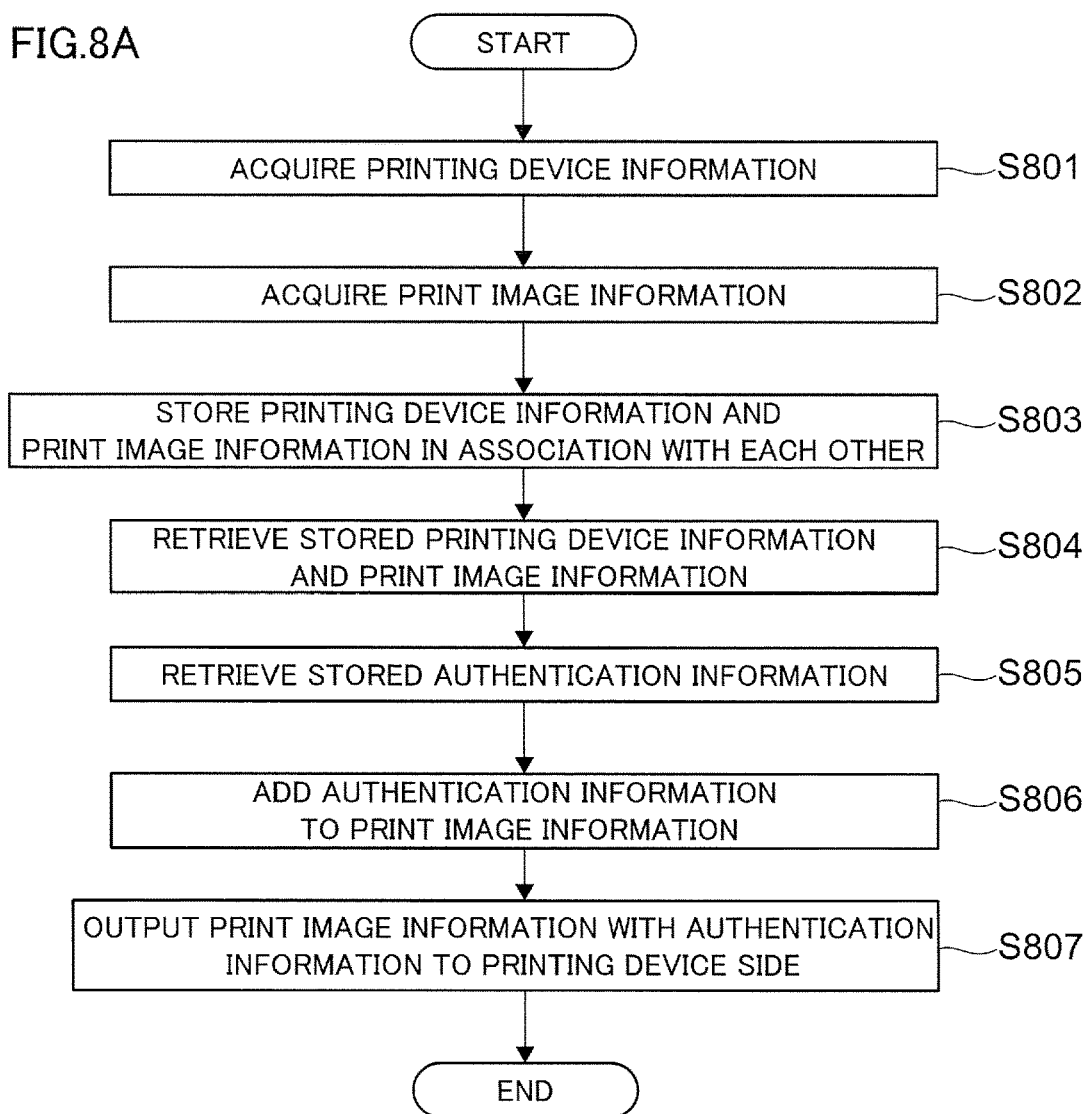 FIG.8A
START
ACQUIRE PRINTING DEVICE INFORMATION
S801
ACQUIRE PRINT IMAGE INFORMATION
S802
STORE PRINTING DEVICE INFORMATION AND
PRINT IMAGE INFORMATION IN ASSOCIATION WITH EACH OTHER
S803
RETRIEVE STORED PRINTING DEVICE INFORMATION
AND PRINT IMAGE INFORMATION
S804
RETRIEVE STORED AUTHENTICATION INFORMATION
S805
ADD AUTHENTICATION INFORMATION
TO PRINT IMAGE INFORMATION
S806
OUTPUT PRINT IMAGE INFORMATION WITH AUTHENTICATION
INFORMATION TO PRINTING DEVICE SIDE
S807
END